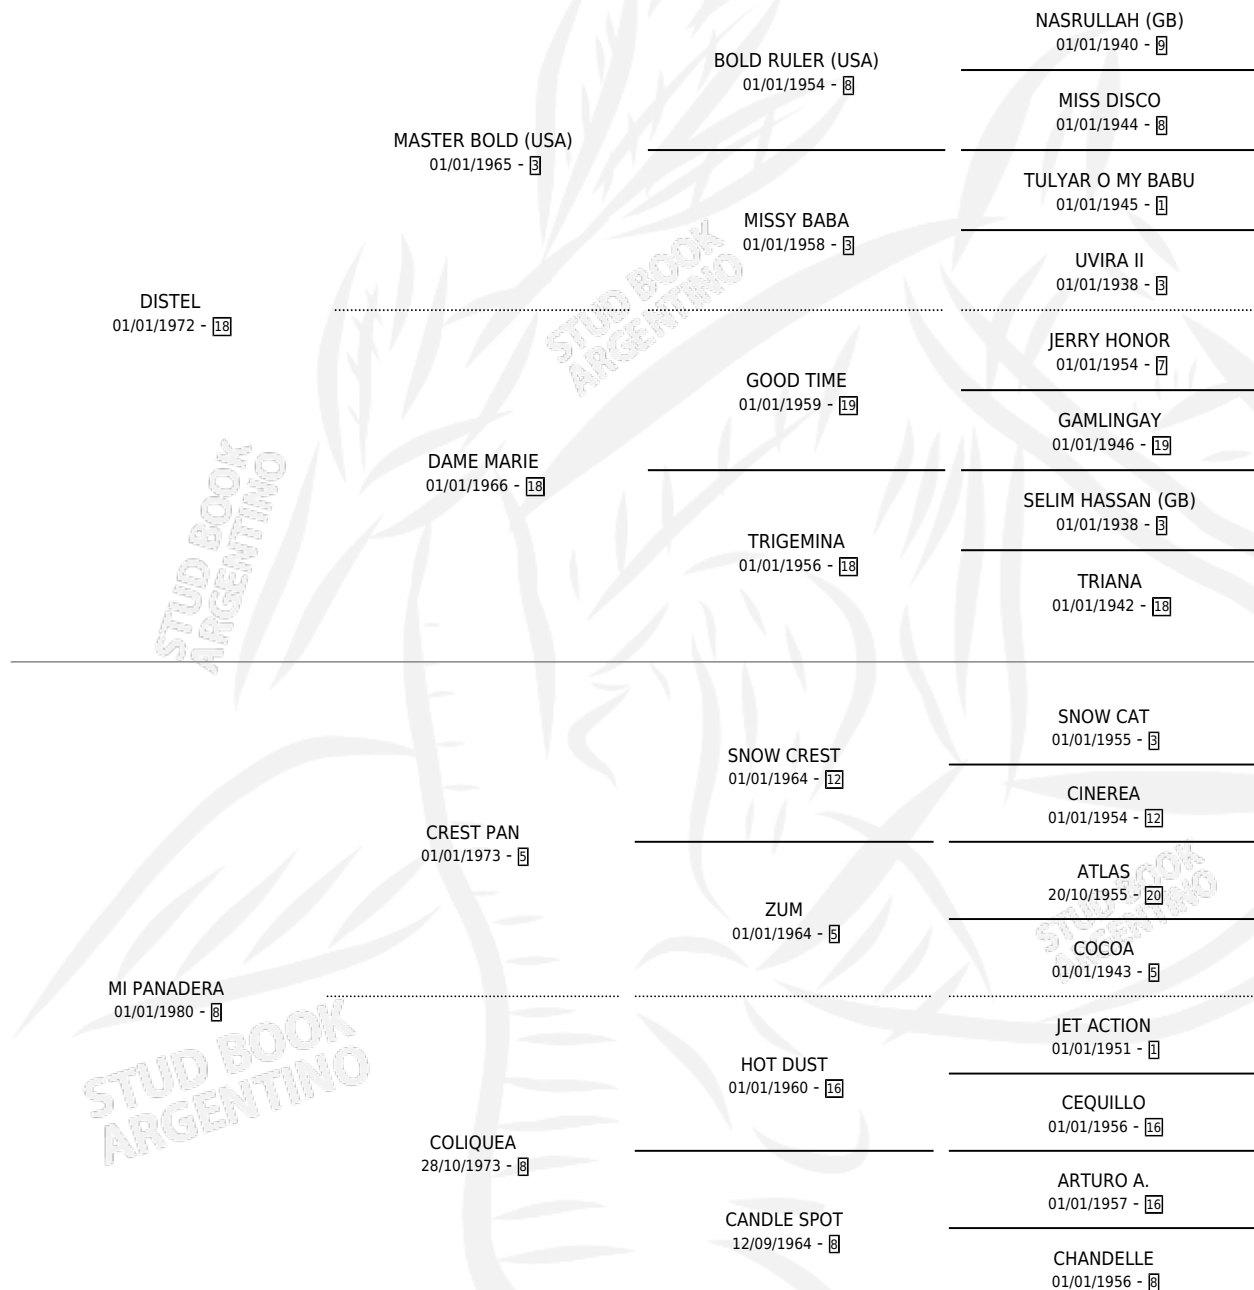 NASRULLAH (GB)
01/01/1940 - 9
BOLD RULER (USA)
01/01/1954 - 8
MISS DISCO
01/01/1944 - 8
MASTER BOLD (USA)
01/01/1965 - 3
TULYAR O MY BABU
01/01/1945 - 1
MISSY BABA
01/01/1958 - 3
UVIRA II
01/01/1938 - 3
DISTEL
01/01/1972 - 18
JERRY HONOR
01/01/1954 - 7
GOOD TIME
01/01/1959 - 19
GAMLINGAY
01/01/1946 - 19
DAME MARIE
01/01/1966 - 18
SELIM HASSAN (GB)
01/01/1938 - 3
TRIGEMINA
01/01/1956 - 18
TRIANA
01/01/1942 - 18
SNOW CAT
01/01/1955 - 3
SNOW CREST
01/01/1964 - 12
CINEREA
01/01/1954 - 12
CREST PAN
01/01/1973 - 5
ATLAS
20/10/1955 - 20
ZUM
01/01/1964 - 5
COCOA
01/01/1943 - 5
MI PANADERA
01/01/1980 - 8
JET ACTION
01/01/1951 - 1
HOT DUST
01/01/1960 - 16
CEQUILLO
01/01/1956 - 16
COLIQUEA
28/10/1973 - 8
ARTURO A.
01/01/1957 - 16
CANDLE SPOT
12/09/1964 - 8
CHANDELLE
01/01/1956 - 8
STUD BOOK
ARGENTINO
STUD BOOK
ARGENTINO
STUD BOOK
ARGENTINO
STUD BOOK
ARGENTINO